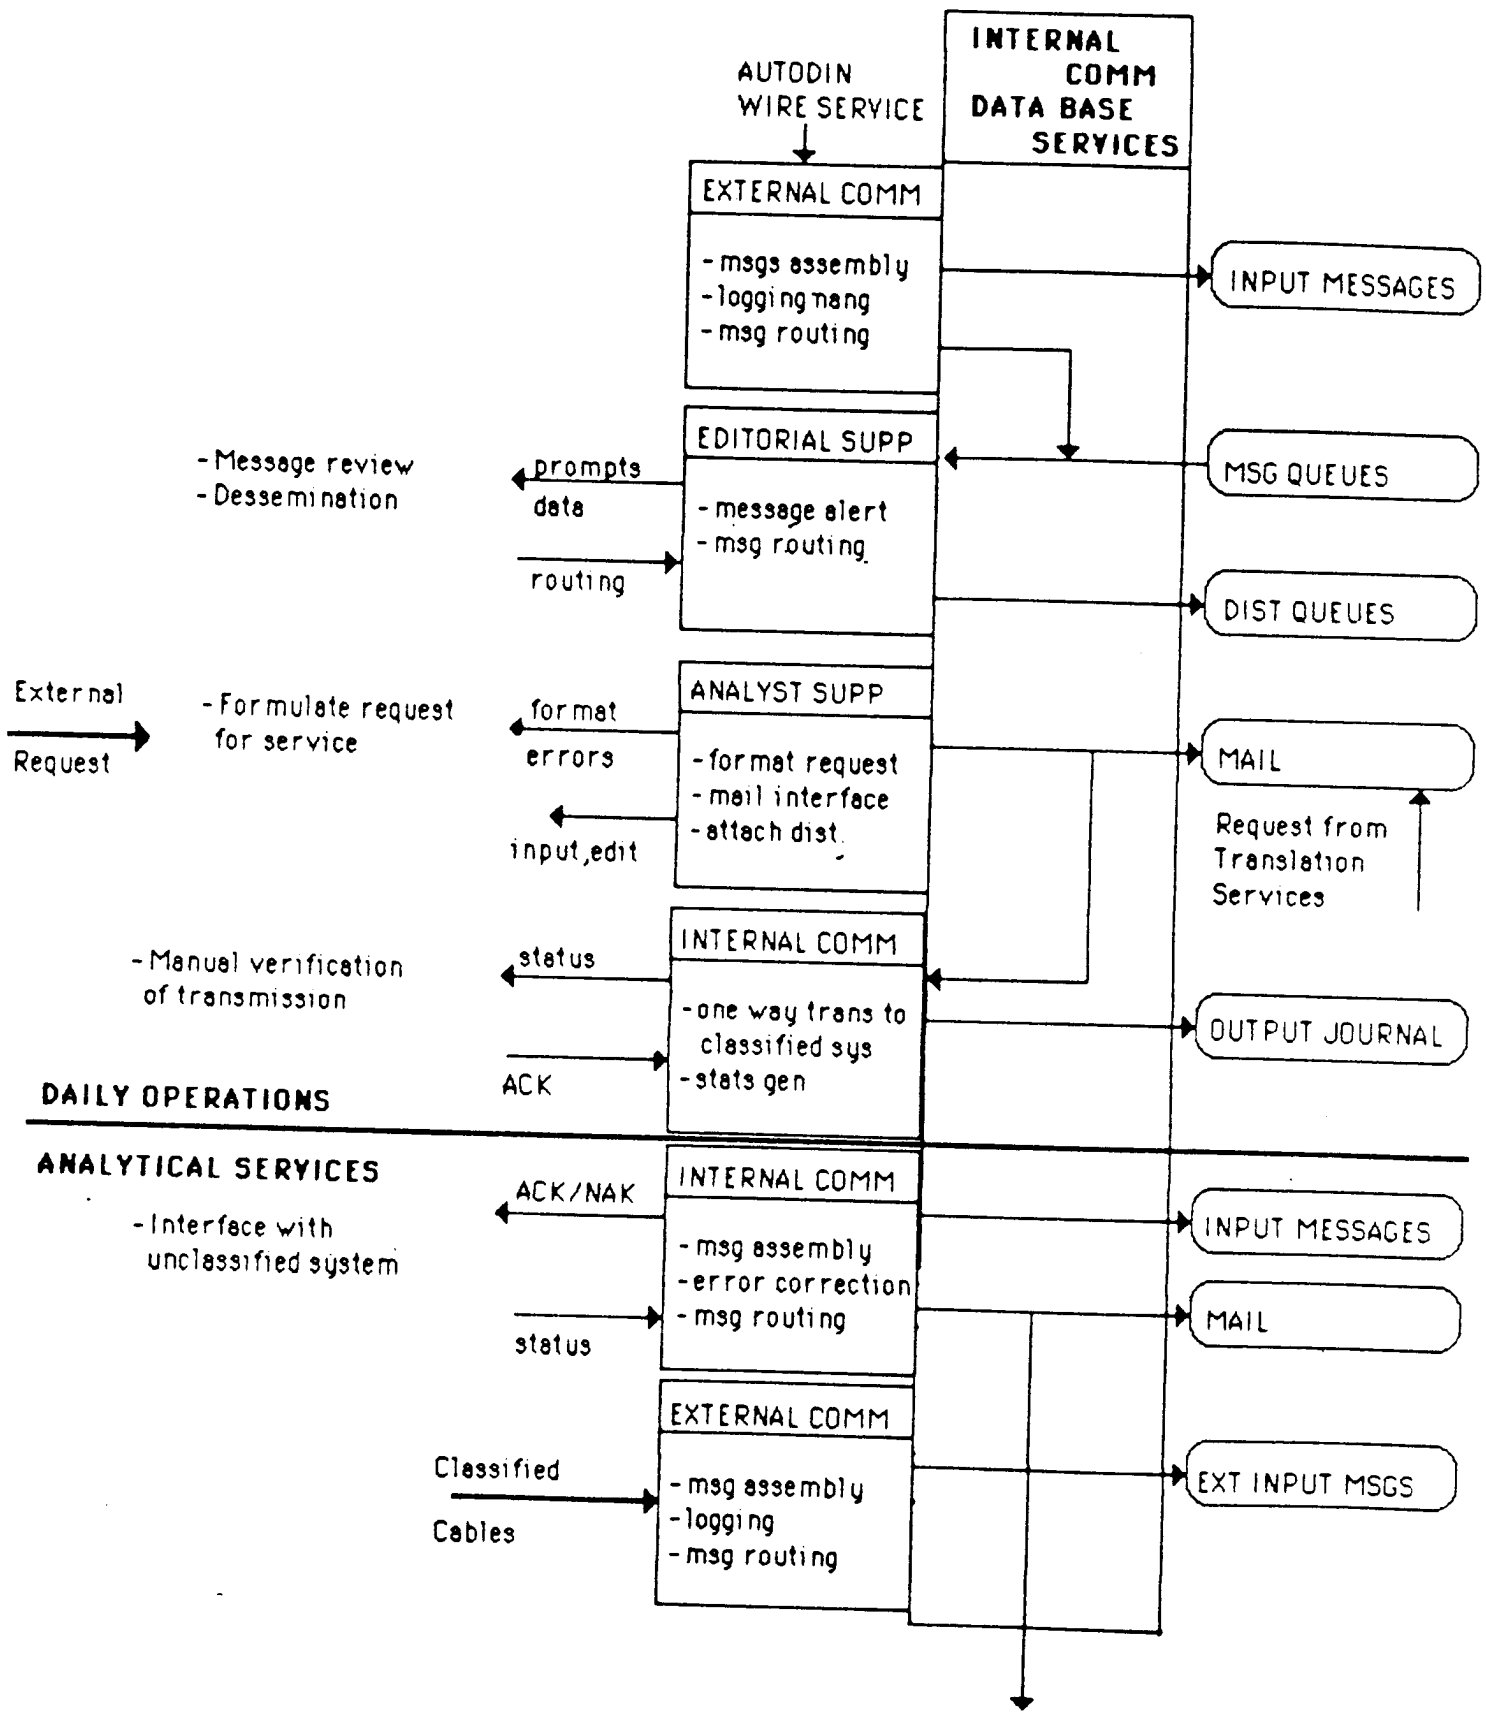 INTERNAL
COMM
DATA BASE
SERVICES
AUTODIN
WIRE SERVICE
EXTERNAL COMM
- msgs assembly
- logging mang
- msg routing
INPUT MESSAGES
EDITORIAL SUPP
- message alert
- msg routing
- Message review
- Dessemination
prompts
data
routing
MSG QUEUES
DIST QUEUES
External
Request
- Formulate request
for service
format
errors
input,edit
ANALYST SUPP
- format request
- mail interface
- attach dist.
MAIL
Request from
Translation
Services
- Manual verification
of transmission
status
ACK
INTERNAL COMM
- one way trans to
classified sys
- stats gen
OUTPUT JOURNAL
DAILY OPERATIONS
ANALYTICAL SERVICES
- Interface with
unclassified system
ACK/NAK
status
INTERNAL COMM
- msg assembly
- error correction
- msg routing
INPUT MESSAGES
MAIL
EXTERNAL COMM
- msg assembly
- logging
- msg routing
Classified
Cables
EXT INPUT MSGS